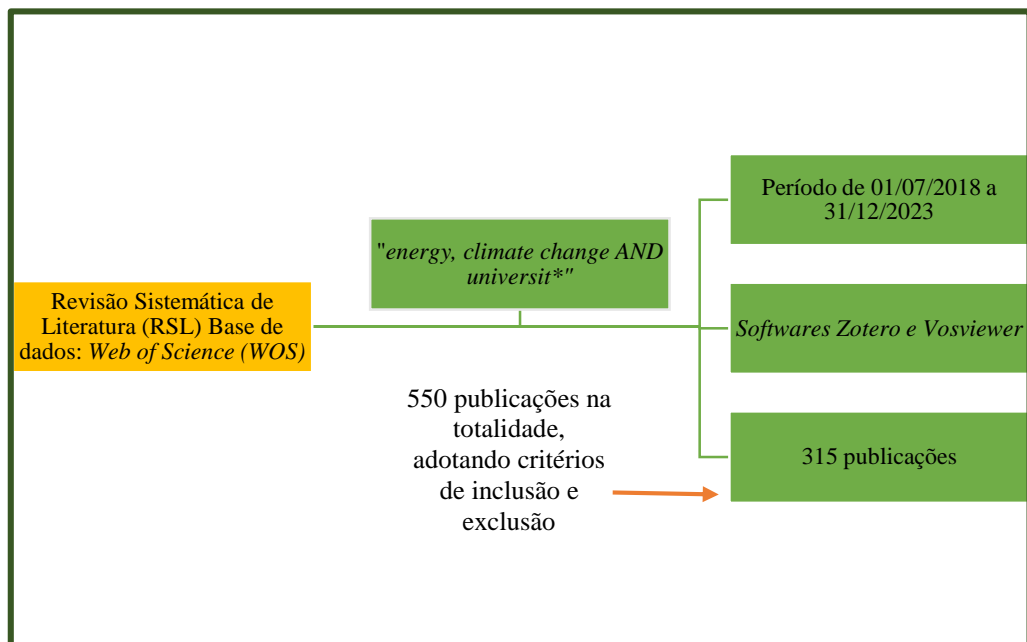 Revisão Sistemática de
Literatura (RSL) Base de
dados: Web of Science (WOS)
"energy, climate change AND
universit*"
550 publicações na
totalidade,
adotando critérios
de inclusão e
exclusão
Período de 01/07/2018 a
31/12/2023
Softwares Zotero e Vosviewer
315 publicações